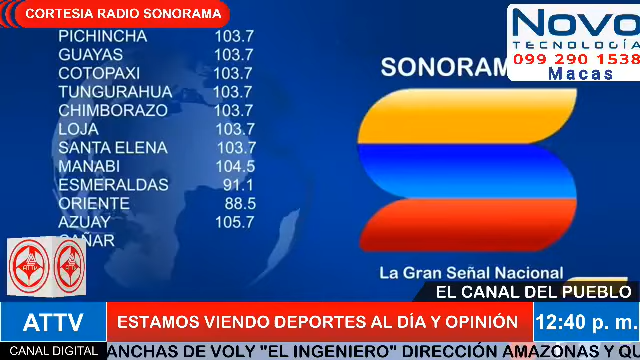 CORTESIA RADIO SONORAMA
NOVO
TECNOLOGÍA
099 290 1538
Macas
PICHINCHA 103.7
GUAYAS 103.7
COTOPAXI 103.7
TUNGURAHUA 103.7
CHIMBORAZO 103.7
LOJA 103.7
SANTA ELENA 103.7
MANABI 104.5
ESMERALDAS 91.1
ORIENTE 88.5
AZUAY 105.7
CAÑAR
SONORAM
La Gran Señal Nacional
ATTV ATTV
EL CANAL DEL PUEBLO
ATTV
ESTAMOS VIENDO DEPORTES AL DÍA Y OPINIÓN
12:40 p. m.
CANAL DIGITAL
ANCHAS DE VOLY "EL INGENIERO" DIRECCIÓN AMAZONAS Y QU